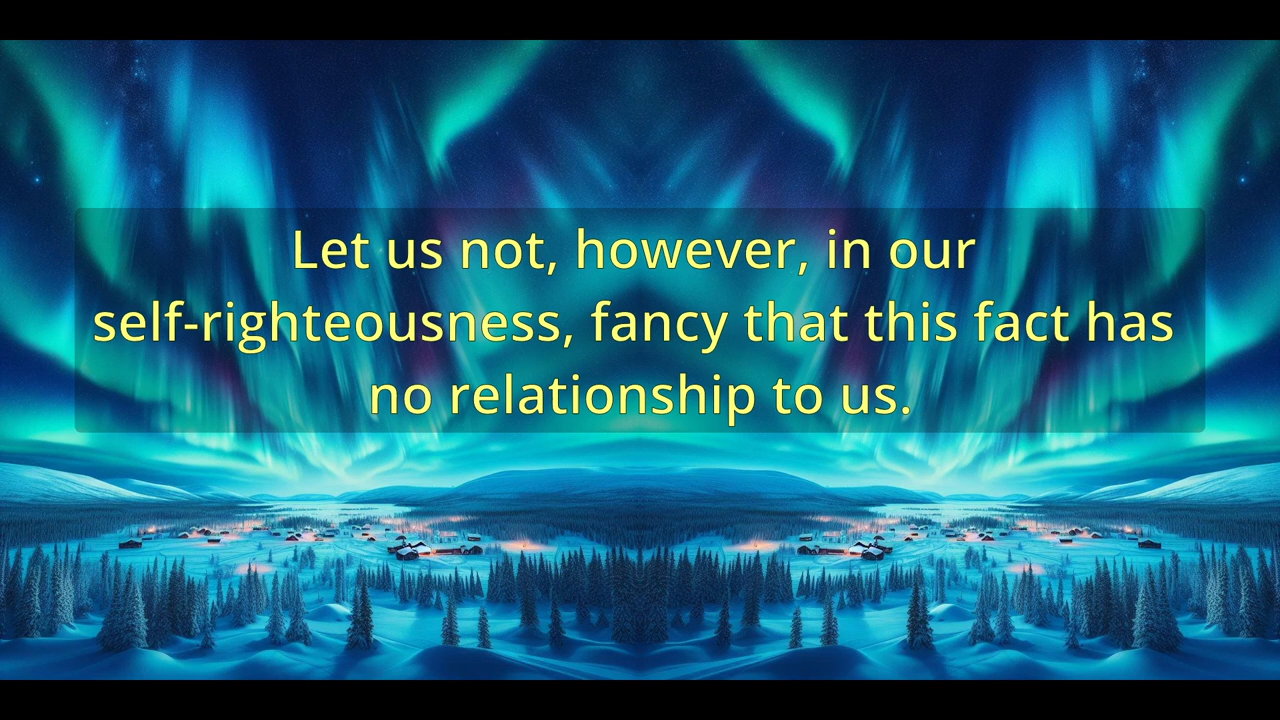 Let us not, however, in our
self-righteousness, fancy that this fact has
no relationship to us.